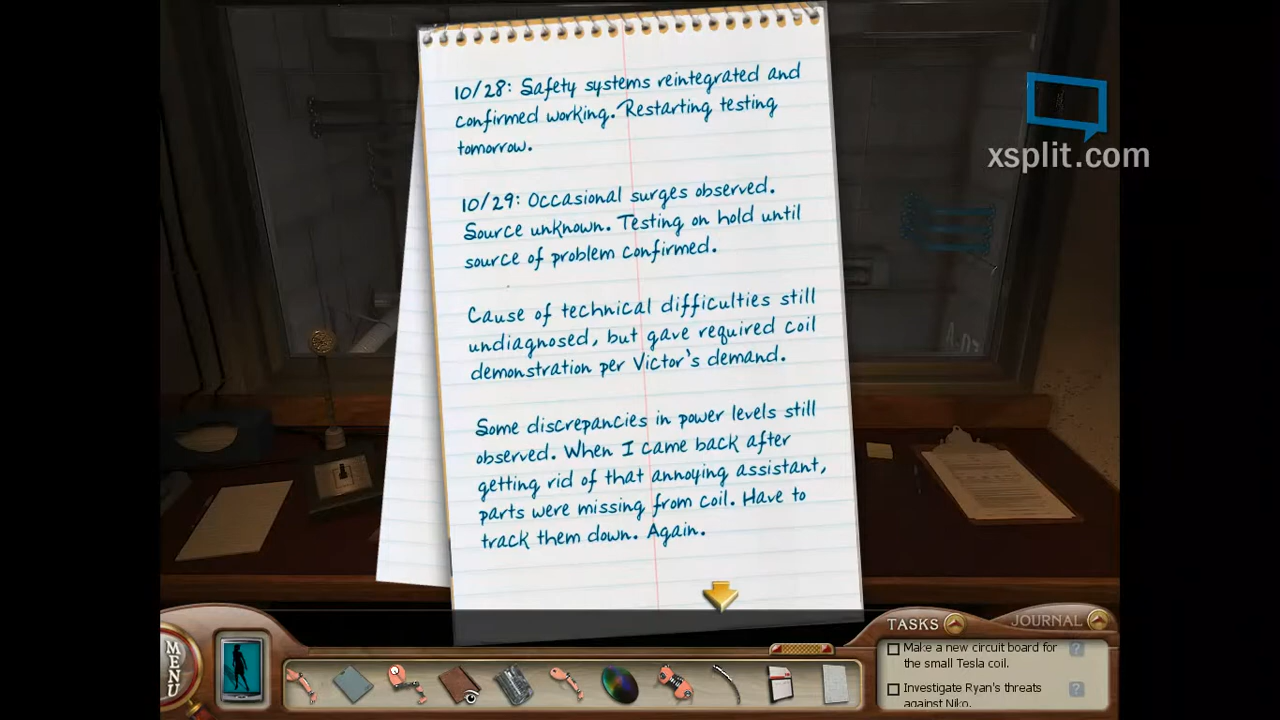 10/28: Safety systems reintegrated and
confirmed working. Restarting testing
tomorrow.
10/29: Occasional surges observed.
Source unknown. Testing on hold until
source of problem confirmed.
Cause of technical difficulties still
undiagnosed, but gave required coil
demonstration per Victor's demand.
Some discrepancies in power levels still
observed. When I came back after
getting rid of that annoying assistant,
parts were missing from coil. Have to
track them down. Again.
xsplit.com
MENU
TASKS
JOURNAL
Make a new circuit board for
the small Tesla coil.
?
Investigate Ryan's threats
against Niko.
?